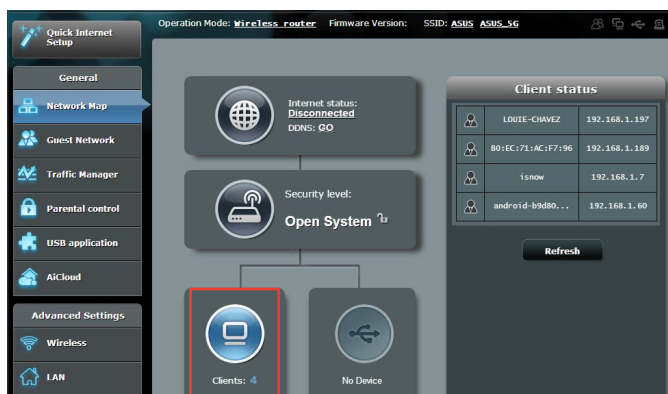 Quick Internet
Setup
Operation Mode: Wireless router Firmware Version: SSID: ASUS ASUS_5G
General
Network Map
Guest Network
Traffic Manager
Parental control
USB application
AiCloud
Advanced Settings
Wireless
LAN
Internet status:
Disconnected
DDNS: GO
Security level:
Open System
Clients: 4
No Device
Client status
LOUIE-CHAVEZ 192.168.1.197
80:EC:71:AC:F7:96 192.168.1.189
isnow 192.168.1.7
android-b9d80... 192.168.1.60
Refresh